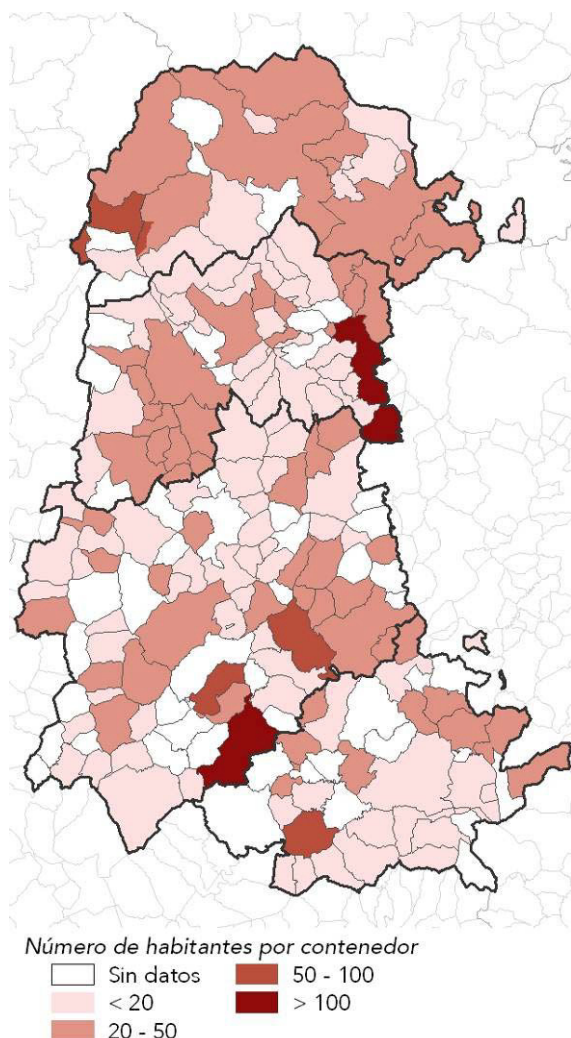 Número de habitantes por contenedor
Sin datos
50 - 100
< 20
> 100
20 - 50